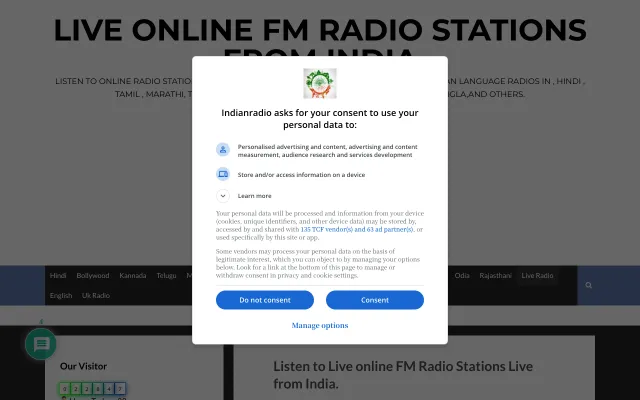 LIVE ONLINE FM RADIO STATIONS
FROM INDIA
LISTEN TO ONLINE RADIO
AN LANGUAGE RADIOS IN , HINDI ,
TAMIL , MARATHI,
NGLA,AND OTHERS.
Indianradio asks for your consent to use your
personal data to:
Personalised advertising and content, advertising and content
measurement, audience research and services development
Store and/or access information on a device
Learn more
Your personal data will be processed and information from your device
(cookies, unique identifiers, and other device data) may be stored by,
accessed by and shared with 135 TCF vendor(s) and 63 ad partner(s), or
used specifically by this site or app.
Some vendors may process your personal data on the basis of
legitimate interest, which you can object to by managing your options
below. Look for a link at the bottom of this page to manage or
withdraw consent in privacy and cookie settings.
Do not consent Consent
Manage options
Hindi Bollywood Kannada Telugu M Odia Rajasthani Live Radio
English Uk Radio
Our Visitor
Listen to Live online FM Radio Stations Live
from India.